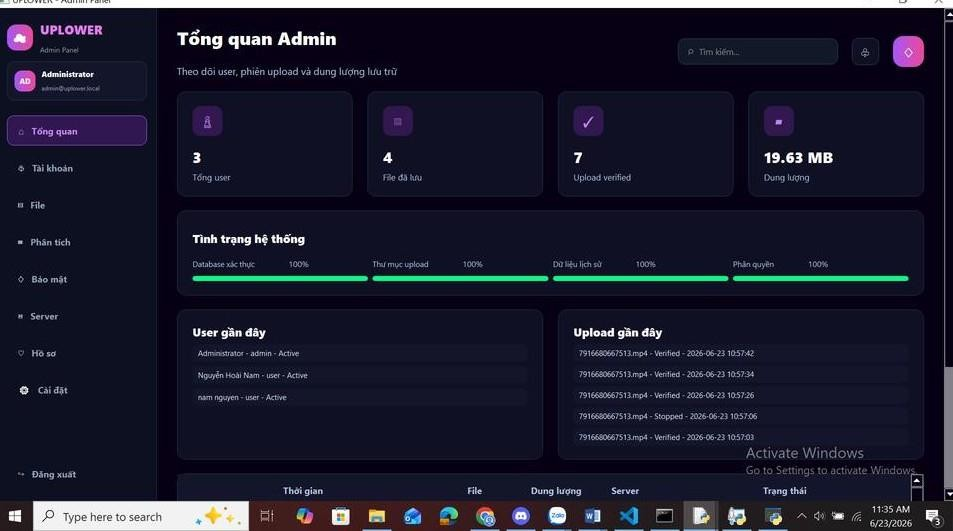 UPLOWER - Admin Panel
UPLOWER
Admin Panel
AD
Administrator
admin@uplower.local
Tổng quan
Tài khoản
File
Phân tích
Bảo mật
Server
Hồ sơ
Cài đặt
Đăng xuất
Tổng quan Admin
Theo dõi user, phiên upload và dung lượng lưu trữ
Tìm kiếm...
3
Tổng user
4
File đã lưu
7
Upload verified
19.63 MB
Dung lượng
Tình trạng hệ thống
Database xác thực 100%
Thư mục upload 100%
Dữ liệu lịch sử 100%
Phân quyền 100%
User gần đây
Administrator - admin - Active
Nguyễn Hoài Nam - user - Active
nam nguyen - user - Active
Upload gần đây
7916680667513.mp4 - Verified - 2026-06-23 10:57:42
7916680667513.mp4 - Verified - 2026-06-23 10:57:34
7916680667513.mp4 - Verified - 2026-06-23 10:57:26
7916680667513.mp4 - Stopped - 2026-06-23 10:57:06
7916680667513.mp4 - Verified - 2026-06-23 10:57:03
Activate Windows
Go to Settings to activate Windows.
Thời gian File Dung lượng Server Trạng thái
Type here to search
Zalo
11:35 AM
6/23/2026
3